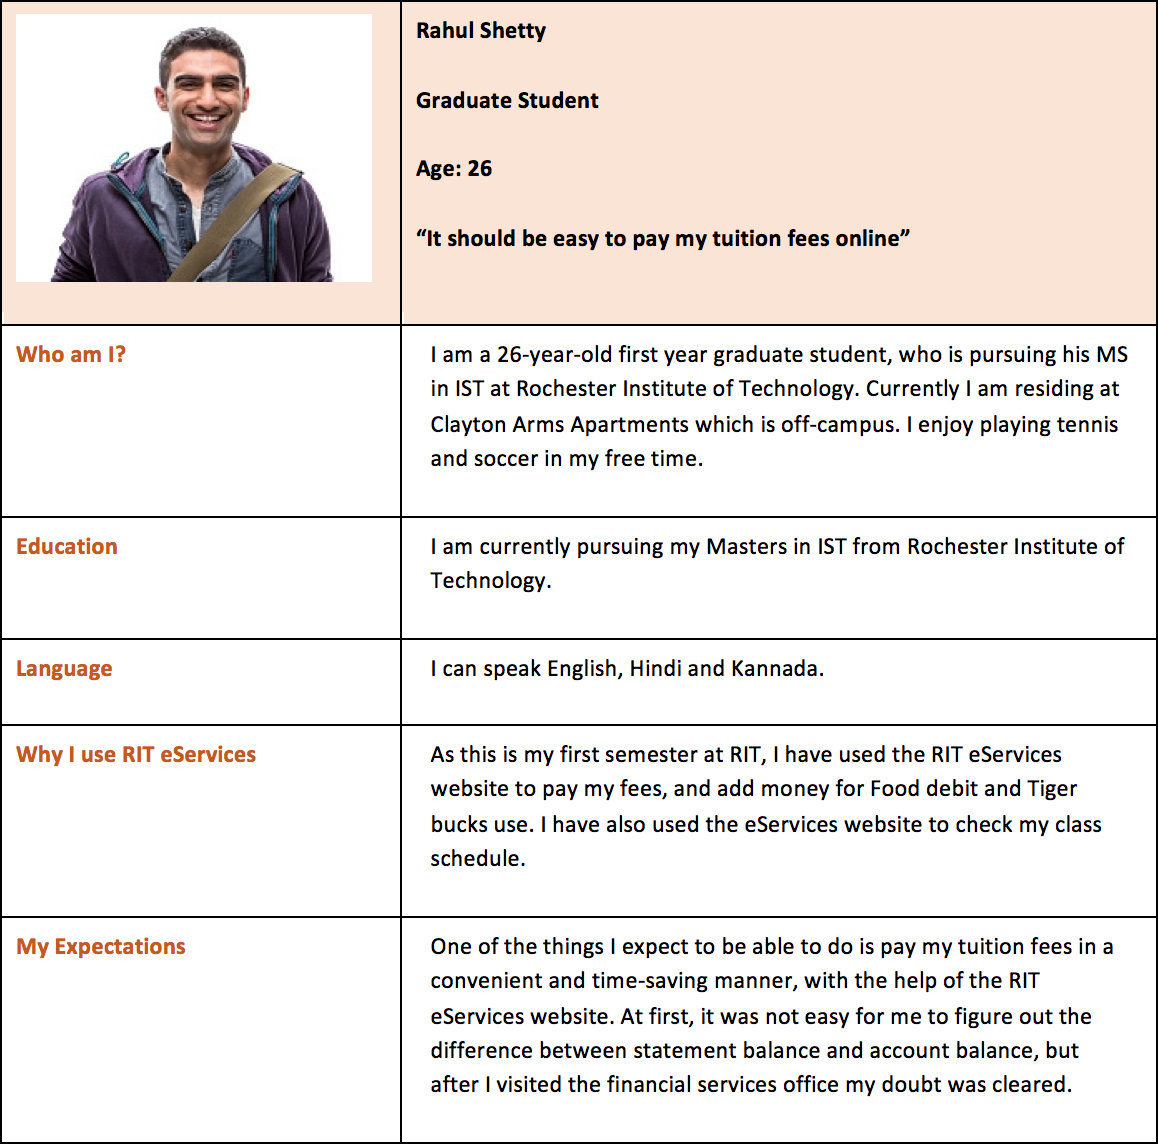 Rahul Shetty
Graduate Student
Age: 26
“It should be easy to pay my tuition fees online”
Who am I?
I am a 26-year-old first year graduate student, who is pursuing his MS
in IST at Rochester Institute of Technology. Currently I am residing at
Clayton Arms Apartments which is off-campus. I enjoy playing tennis
and soccer in my free time.
Education
I am currently pursuing my Masters in IST from Rochester Institute of
Technology.
Language
I can speak English, Hindi and Kannada.
Why I use RIT eServices
As this is my first semester at RIT, I have used the RIT eServices
website to pay my fees, and add money for Food debit and Tiger
bucks use. I have also used the eServices website to check my class
schedule.
My Expectations
One of the things I expect to be able to do is pay my tuition fees in a
convenient and time-saving manner, with the help of the RIT
eServices website. At first, it was not easy for me to figure out the
difference between statement balance and account balance, but
after I visited the financial services office my doubt was cleared.